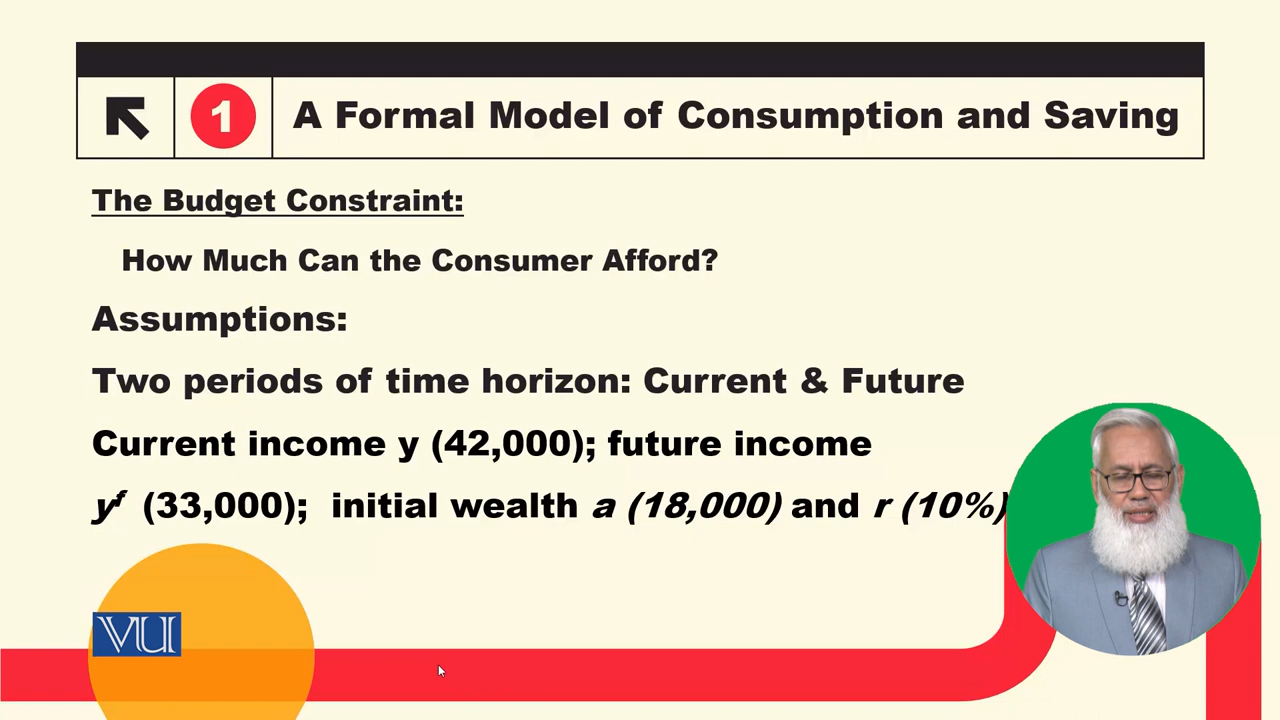 1
A Formal Model of Consumption and Saving
The Budget Constraint:
How Much Can the Consumer Afford?
Assumptions:
Two periods of time horizon: Current & Future
Current income y (42,000); future income
yᶠ (33,000); initial wealth a (18,000) and r (10%)
VU